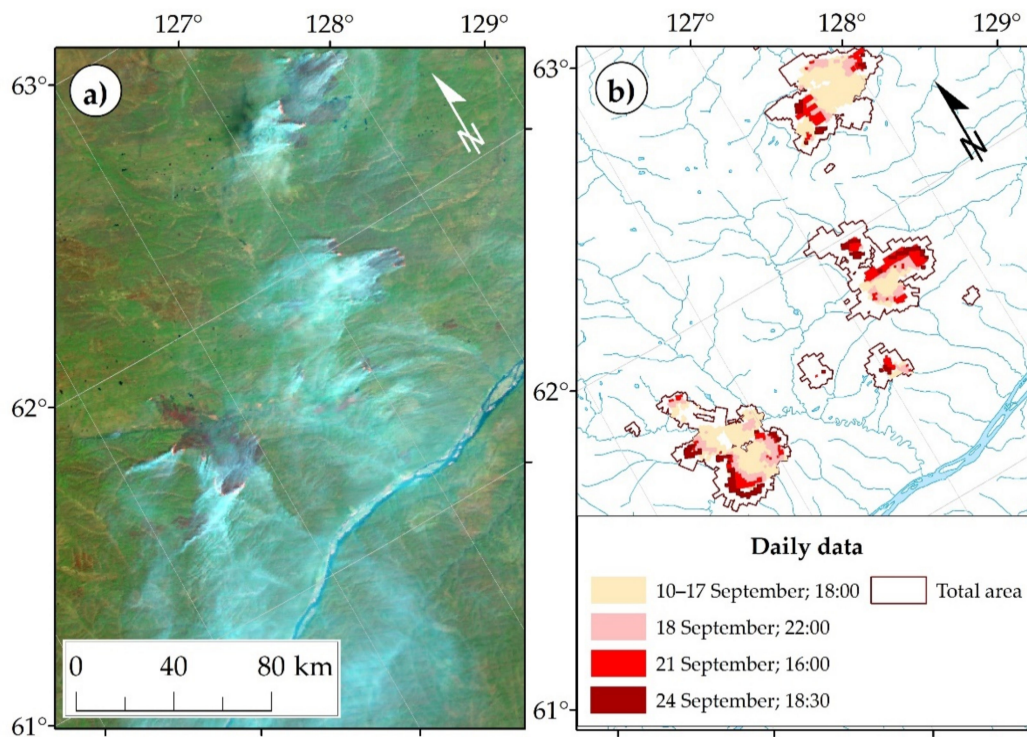 127° 128° 129° 127° 128° 129°
63° a) N 63° b) N
62° 62°
Daily data
10–17 September; 18:00 Total area
18 September; 22:00
21 September; 16:00
24 September; 18:30
0 40 80 km
61° 61°